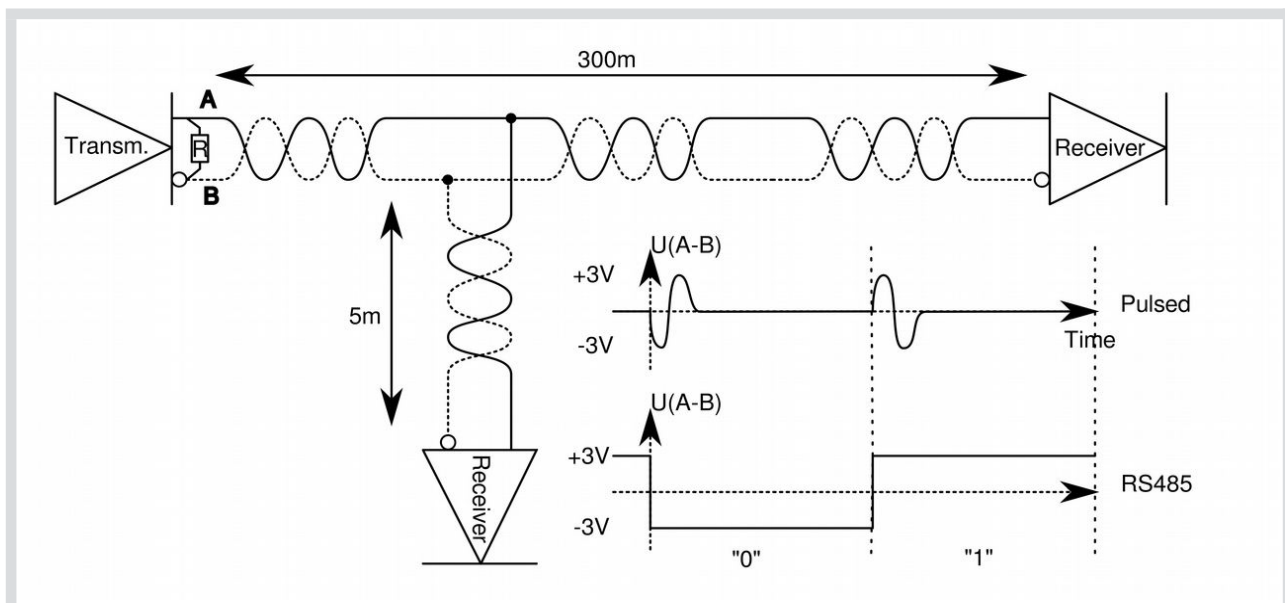 300m
A
Transm.
R
B
Receiver
5m
Receiver
U(A-B)
+3V
-3V
Pulsed
Time
U(A-B)
+3V
-3V
RS485
"0"
"1"